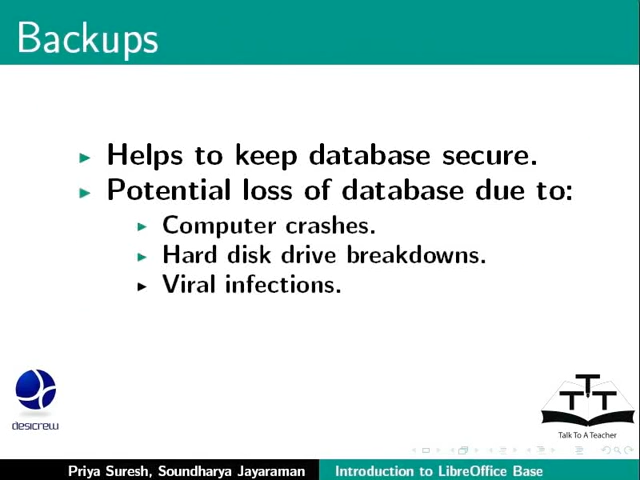 Backups
Helps to keep database secure.
Potential loss of database due to:
Computer crashes.
Hard disk drive breakdowns.
Viral infections.
desicrew
TTT
Talk To A Teacher
Priya Suresh, Soundharya Jayaraman
Introduction to LibreOffice Base